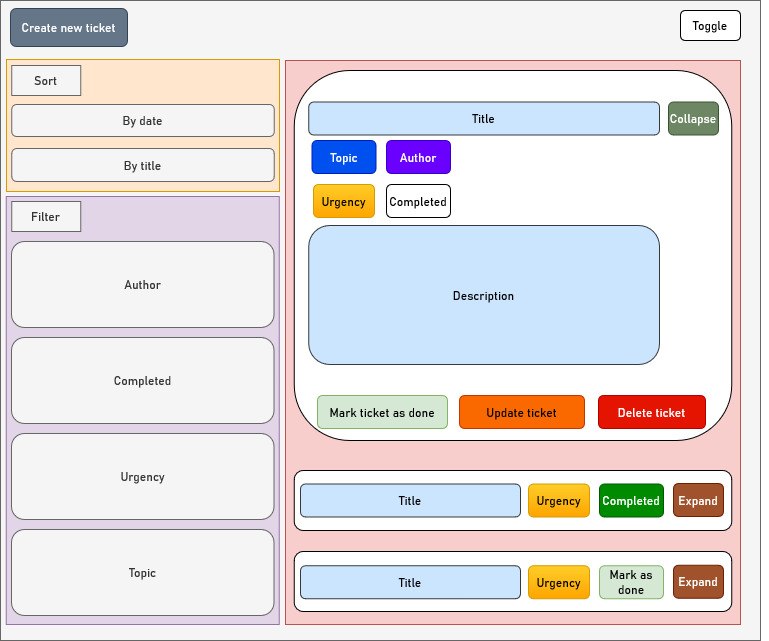 Create new ticket
Toggle
Sort
By date
By title
Filter
Author
Completed
Urgency
Topic
Title
Collapse
Topic
Author
Urgency
Completed
Description
Mark ticket as done
Update ticket
Delete ticket
Title
Urgency
Completed
Expand
Title
Urgency
Mark as
done
Expand